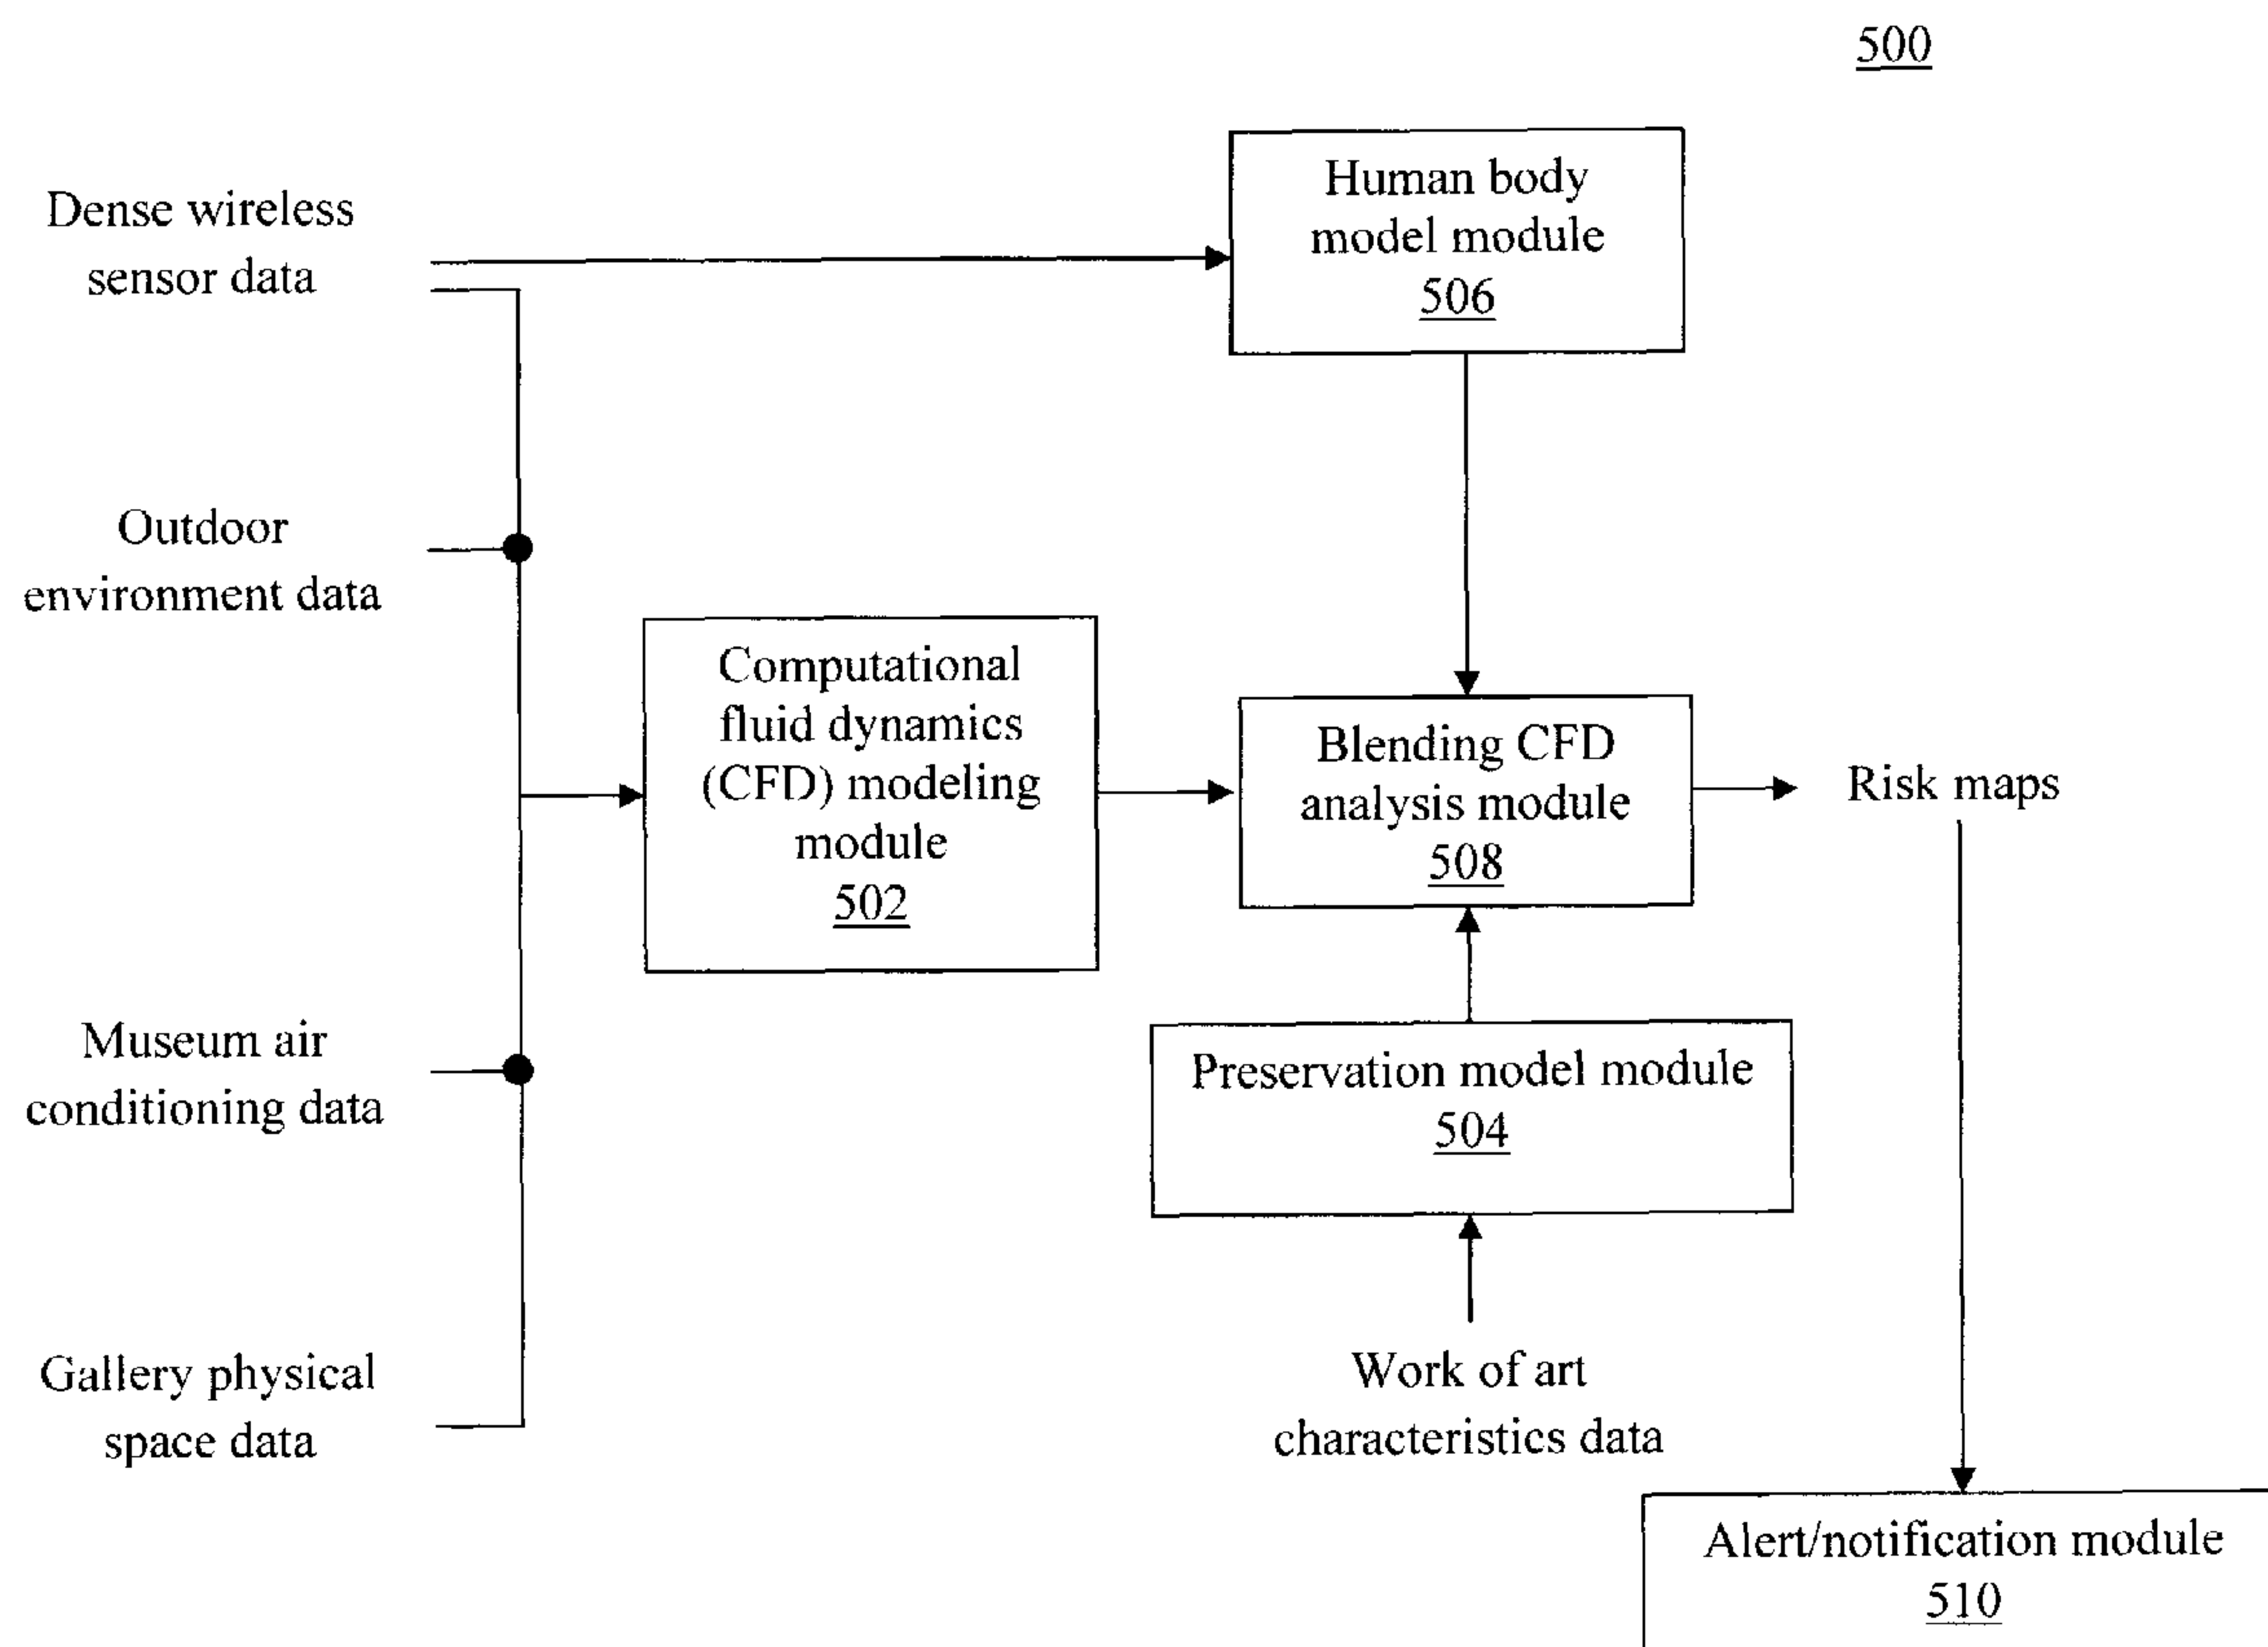 500
Dense wireless
sensor data
Human body
model module
506
Outdoor
environment data
Computational
fluid dynamics
(CFD) modeling
module
502
Blending CFD
analysis module
508
Risk maps
Museum air
conditioning data
Preservation model module
504
Gallery physical
space data
Work of art
characteristics data
Alert/notification module
510